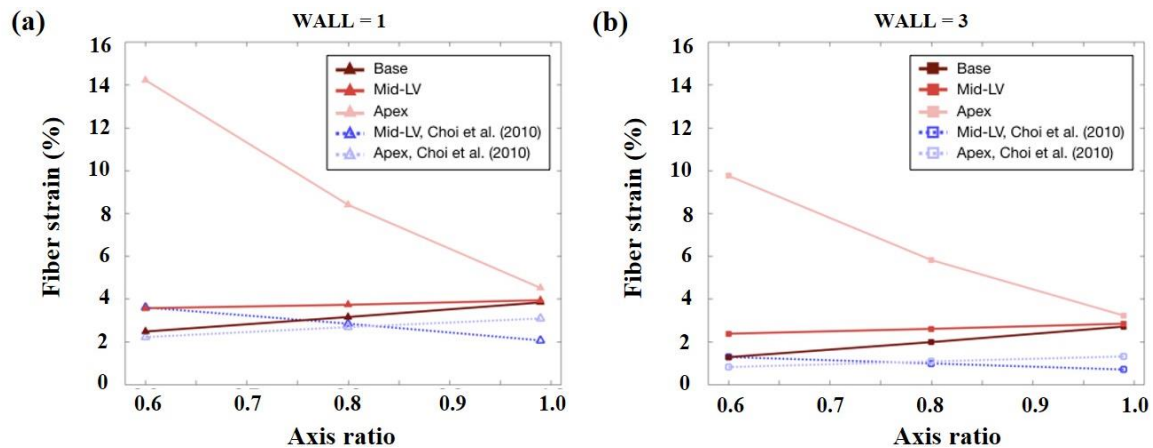 (a)
WALL = 1
16
14
12
10
8
6
4
2
0
Fiber strain (%)
Base
Mid-LV
Apex
Mid-LV, Choi et al. (2010)
Apex, Choi et al. (2010)
0.6 0.7 0.8 0.9 1.0
Axis ratio
(b)
WALL = 3
16
14
12
10
8
6
4
2
0
Fiber strain (%)
Base
Mid-LV
Apex
Mid-LV, Choi et al. (2010)
Apex, Choi et al. (2010)
0.6 0.7 0.8 0.9 1.0
Axis ratio